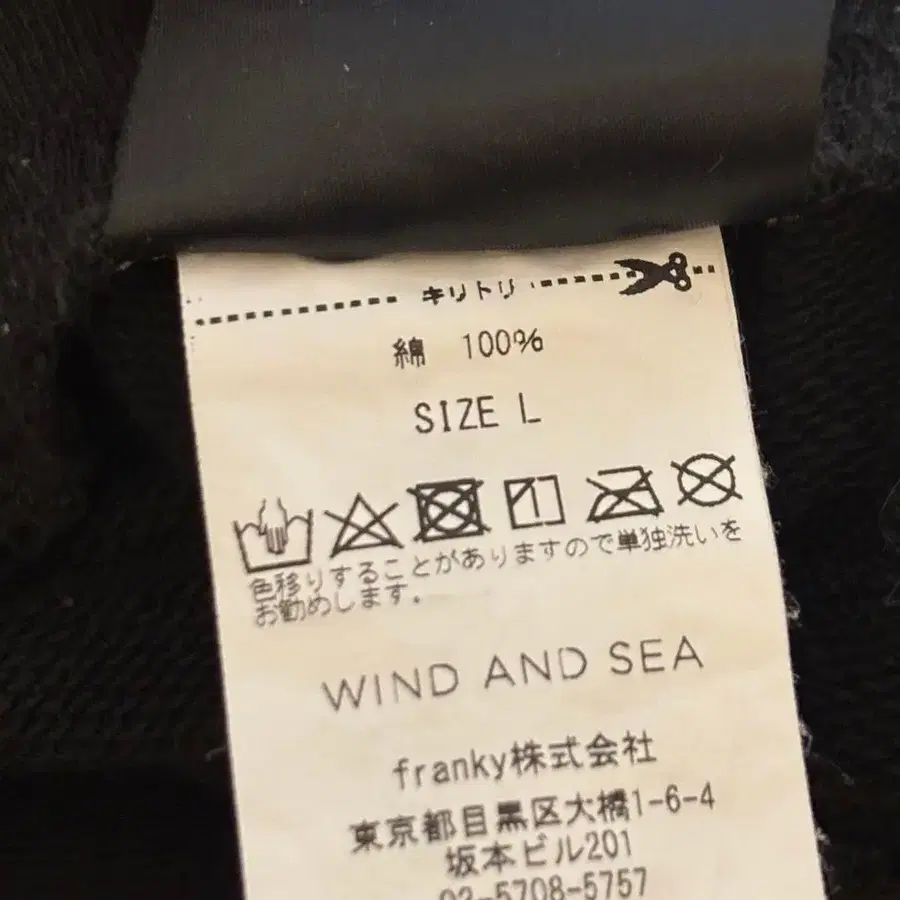 キリトリ
綿 100%
SIZE L
色移りすることがありますので単独洗いを
お勧めします.
WIND AND SEA
franky株式会社
東京都目黒区大橋1-6-4
坂本ビル201
03-5708-5757